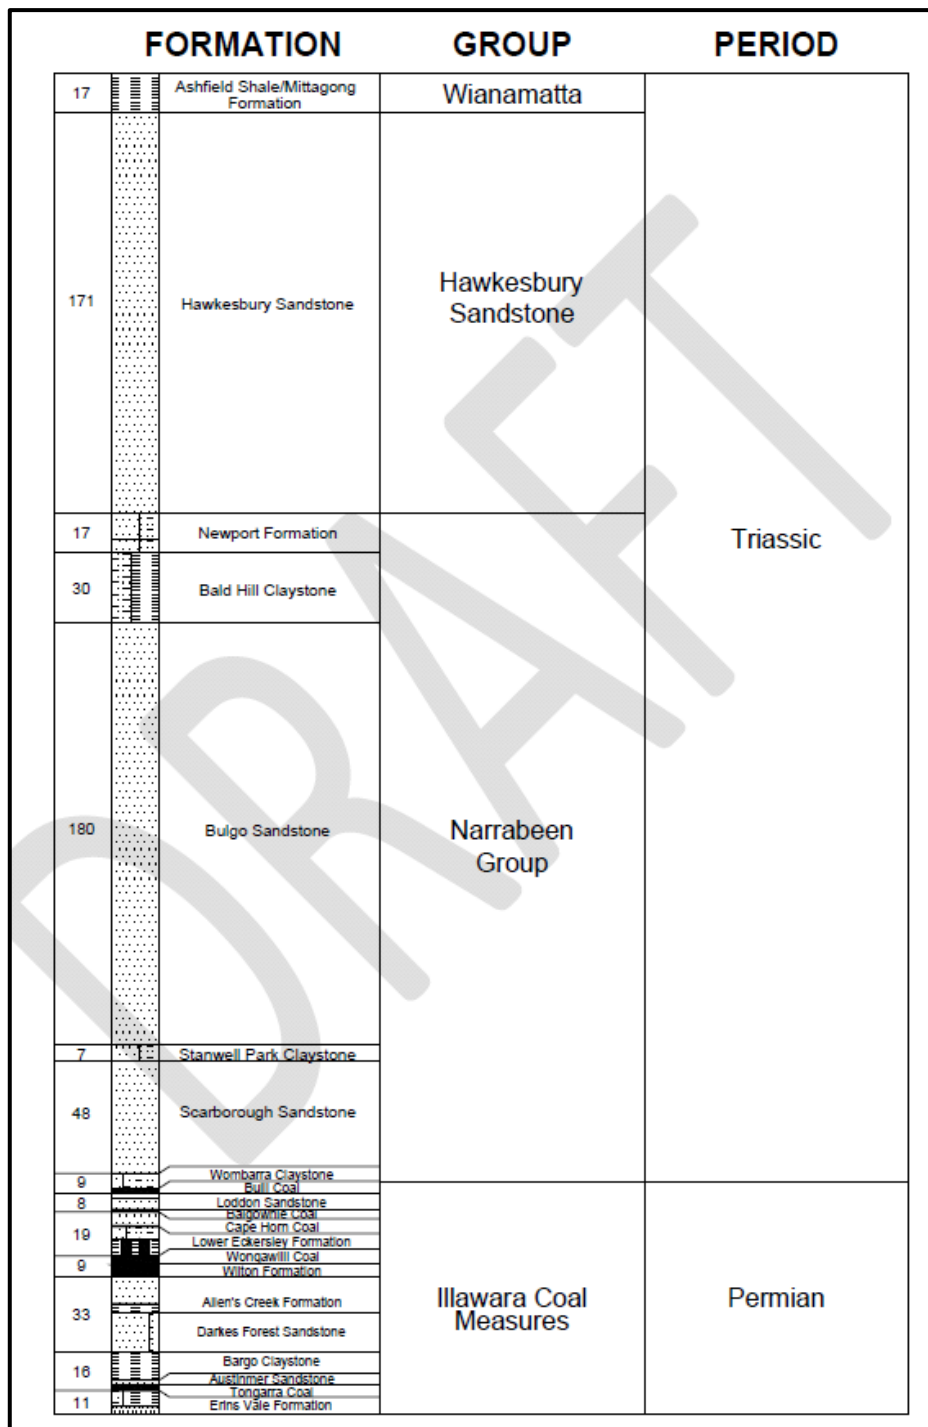 FORMATION GROUP PERIOD
17 Ashfield Shale/Mittagong Wianamatta
Formation
171 Hawkesbury Sandstone Hawkesbury
Sandstone
17 Newport Formation Triassic
30 Bald Hill Claystone
180 Bulgo Sandstone Narrabeen
Group
7 Stanwell Park Claystone
48 Scarborough Sandstone
Wombarra Claystone
9 Bulli Coal
8 Loddon Sandstone
Balgownie Coal
19 Cape Horn Coal
Lower Eckersley Formation
Wongawilli Coal
9 Wilton Formation
33 Allen's Creek Formation Illawara Coal Permian
Measures
Darkes Forest Sandstone
Bargo Claystone
16 Austinmer Sandstone
Tongarra Coal
11 Erins Vale Formation
DRAFT